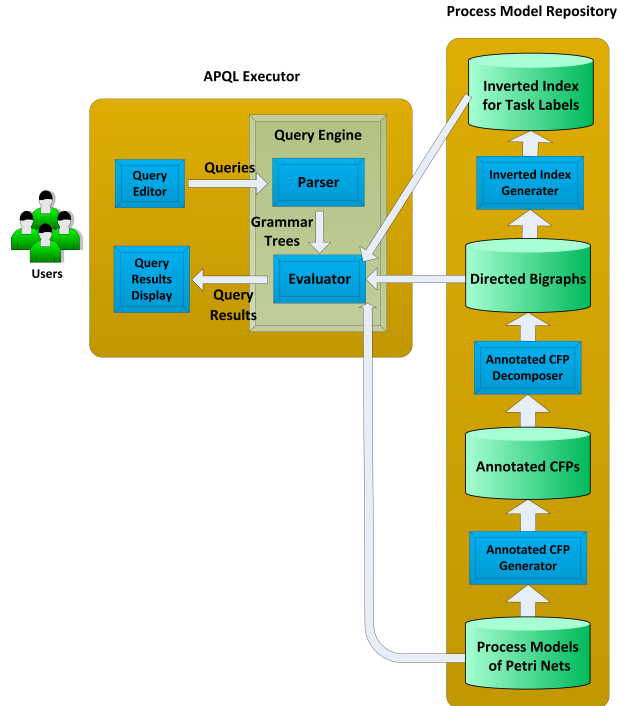 Process Model Repository
APQL Executor
Inverted Index
for Task Labels
Query Engine
Queries
Query
Editor
Parser
Inverted Index
Generater
Grammar
Trees
Users
Query
Results
Display
Evaluator
Directed Bigraphs
Query
Results
Annotated CFP
Decomposer
Annotated CFPs
Annotated CFP
Generator
Process Models
of Petri Nets